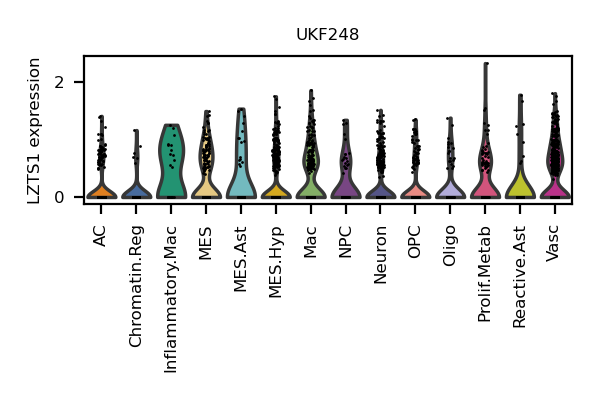 UKF248
LZTS1 expression
2
0
AC
Chromatin.Reg
Inflammatory.Mac
MES
MES.Ast
MES.Hyp
Mac
NPC
Neuron
OPC
Oligo
Prolif.Metab
Reactive.Ast
Vasc